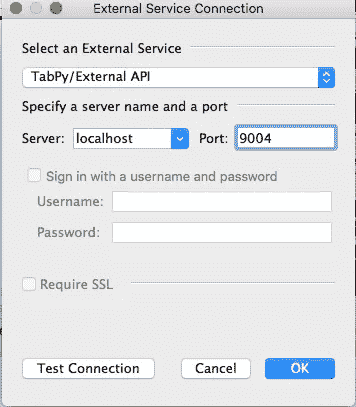 External Service Connection
Select an External Service
TabPy/External API
Specify a server name and a port
Server: localhost Port: 9004
Sign in with a username and password
Username:
Password:
Require SSL
Test Connection Cancel OK